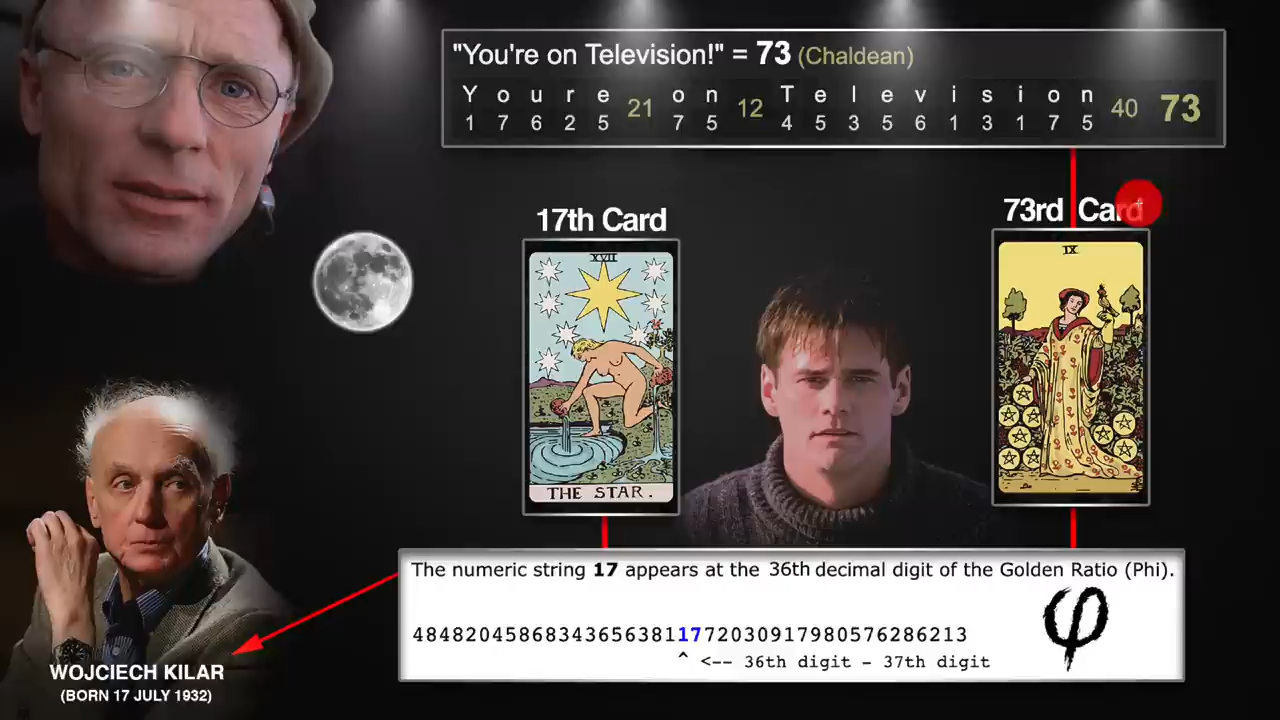 "You're on Television!" = 73 (Chaldean)
Y o u r e o n T e l e v i s i o n
1 7 6 2 5 21 7 5 12 4 5 3 5 6 1 3 1 7 5 40 73
17th Card
73rd Card
XVII
IX
THE STAR.
The numeric string 17 appears at the 36th decimal digit of the Golden Ratio (Phi).
φ
48482045868343656381177203091798057628621 3
^ <-- 36th digit - 37th digit
WOJCIECH KILAR
(BORN 17 JULY 1932)